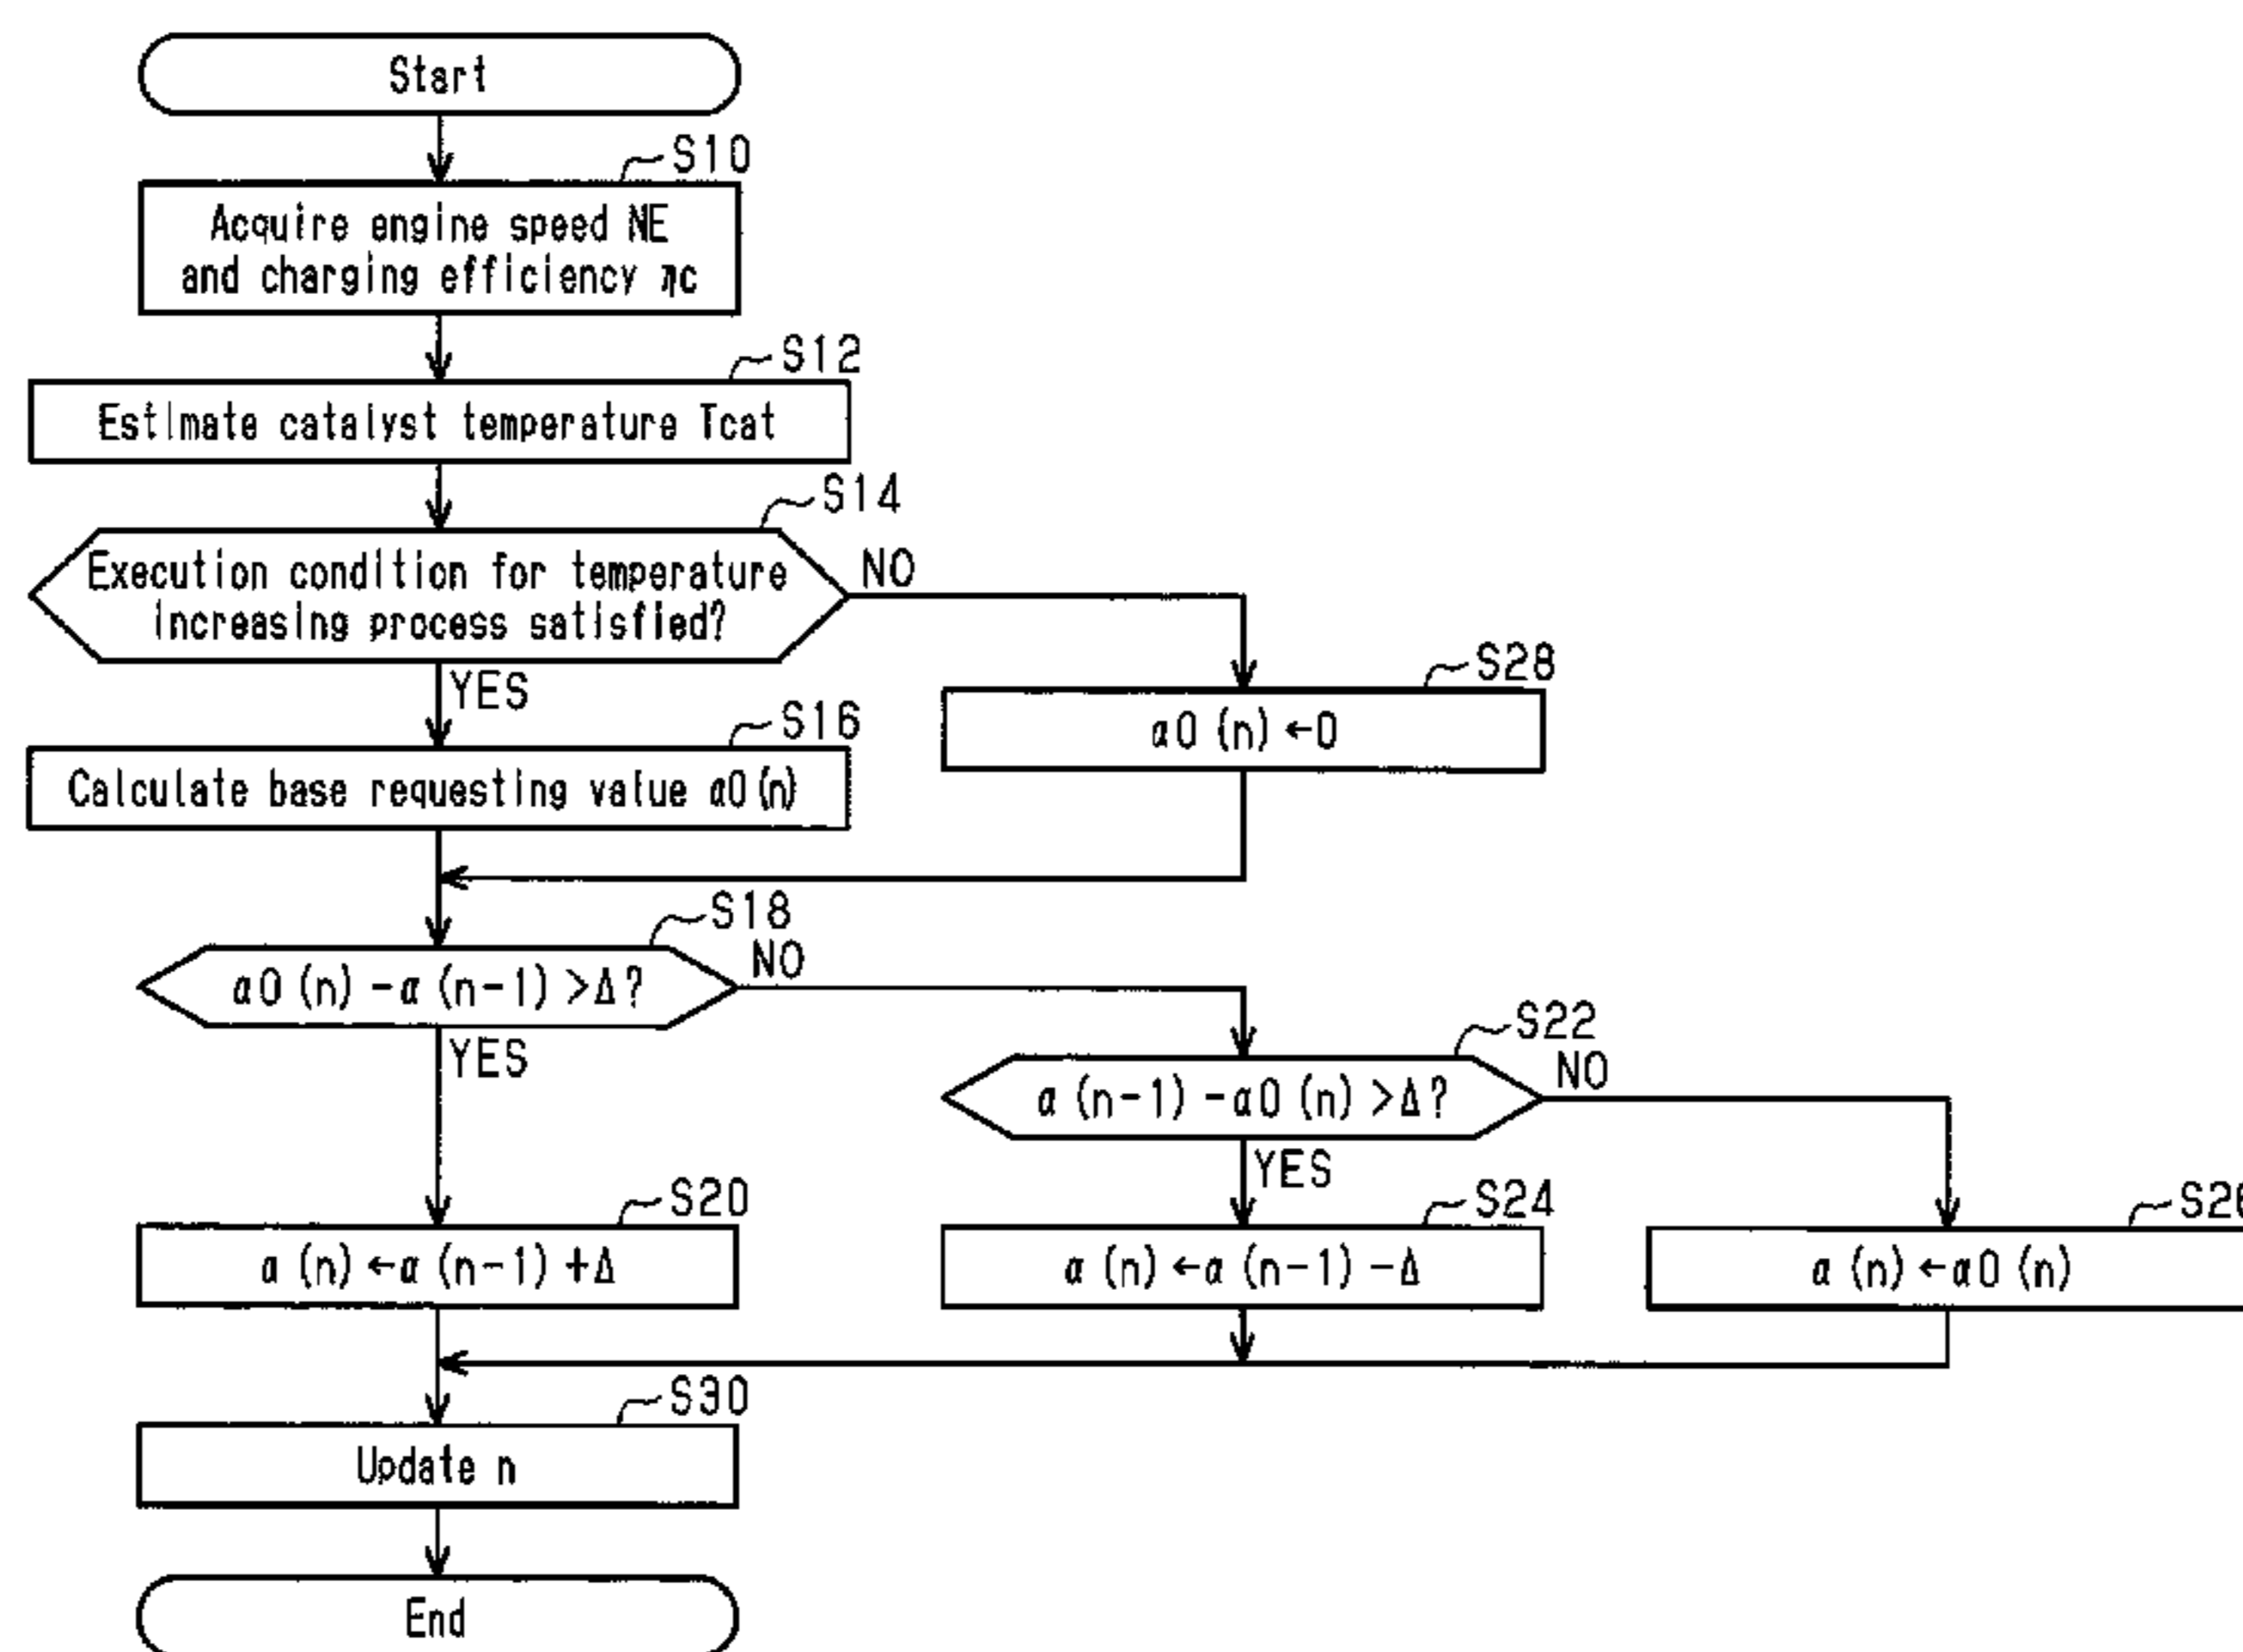 Start
S10
Acquire engine speed NE
and charging efficiency ηc
S12
Estimate catalyst temperature Tcat
S14
Execution condition for temperature
increasing process satisfied?
NO
YES
S28
α0 (n) ←0
S16
Calculate base requesting value α0 (n)
S18
α0 (n) -α (n-1) >Δ?
NO
YES
S22
α (n-1) -α0 (n) >Δ?
NO
YES
S20
α (n) ←α (n-1) +Δ
S24
α (n) ←α (n-1) -Δ
S26
α (n) ←α0 (n)
S30
Update n
End